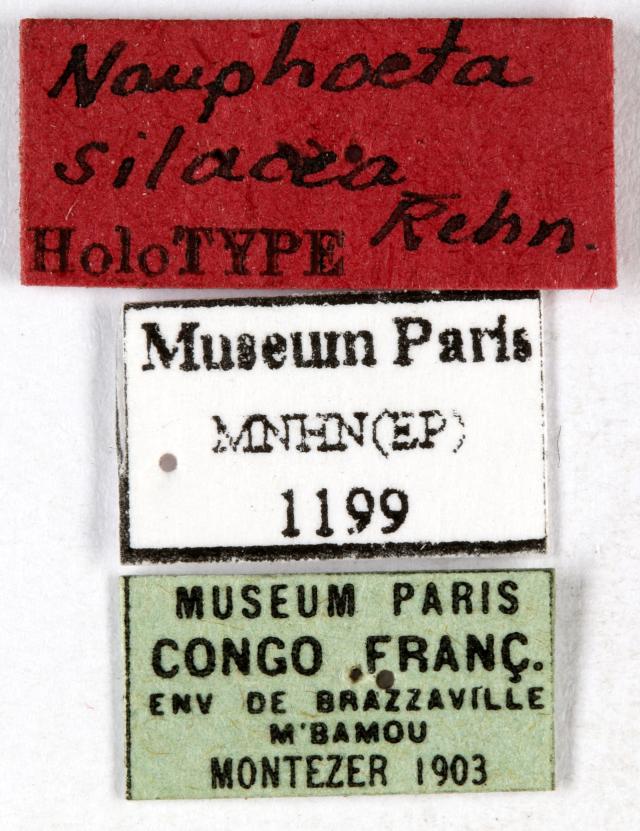 Nauphoeta
silacea
Rehn.
HoloTYPE
Museum Paris
MNHN(EP)
1199
MUSEUM PARIS
CONGO FRANÇ.
ENV DE BRAZZAVILLE
M'BAMOU
MONTEZER 1903